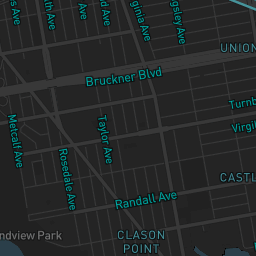 UNION
Bruckner Blvd
Turnb
Virgi
Metcalf Ave
Taylor Ave
Rosedale Ave
CASTL
Randall Ave
ndview Park
CLASON
POINT